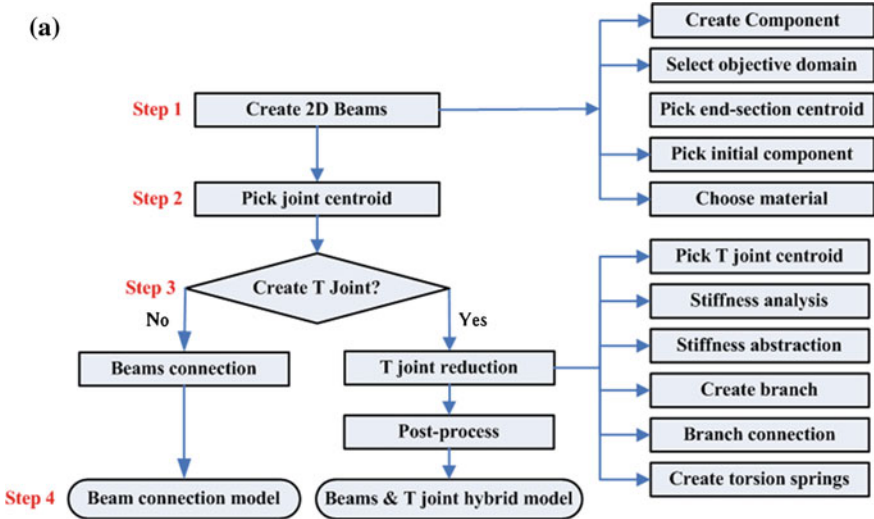 (a)
Create Component
Select objective domain
Step 1
Create 2D Beams
Pick end-section centroid
Pick initial component
Step 2
Pick joint centroid
Choose material
Step 3
Create T Joint?
Pick T joint centroid
No
Yes
Stiffness analysis
Beams connection
T joint reduction
Stiffness abstraction
Create branch
Post-process
Branch connection
Step 4
Beam connection model
Beams & T joint hybrid model
Create torsion springs